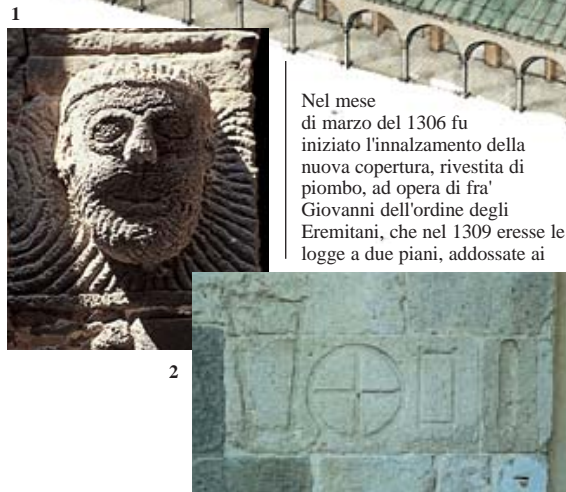 1
Nel mese
di marzo del 1306 fu
iniziato l'innalzamento della
nuova copertura, rivestita di
piombo, ad opera di fra'
Giovanni dell'ordine degli
Eremitani, che nel 1309 eresse le
logge a due piani, addossate ai
2